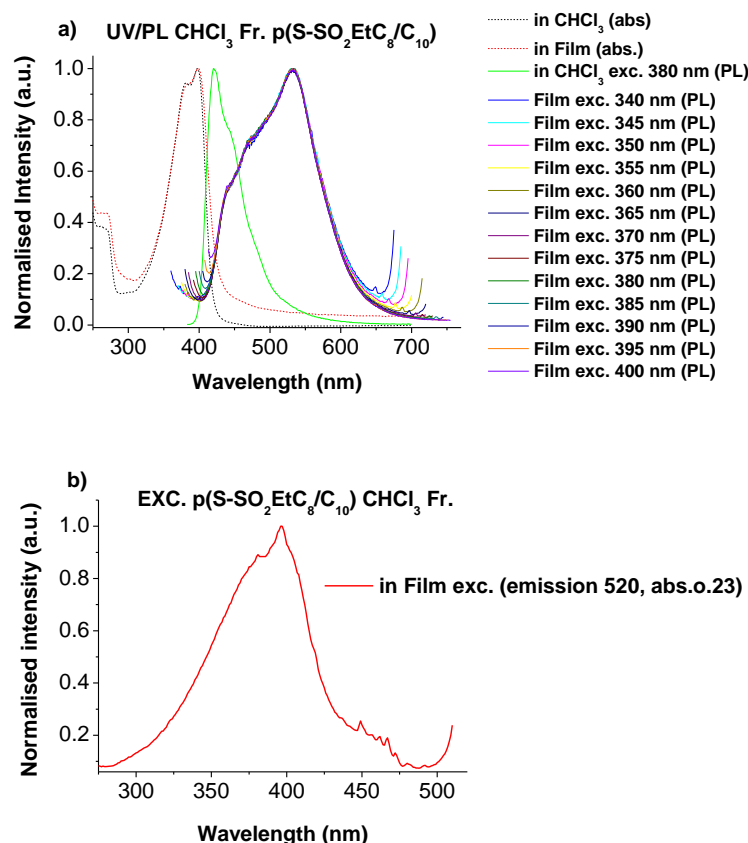 a) UV/PL CHCl₃ Fr. p(S-SO₂EtC₈/C₁₀)
in CHCl₃ (abs)
in Film (abs.)
in CHCl₃ exc. 380 nm (PL)
Film exc. 340 nm (PL)
Film exc. 345 nm (PL)
Film exc. 350 nm (PL)
Film exc. 355 nm (PL)
Film exc. 360 nm (PL)
Film exc. 365 nm (PL)
Film exc. 370 nm (PL)
Film exc. 375 nm (PL)
Film exc. 380 nm (PL)
Film exc. 385 nm (PL)
Film exc. 390 nm (PL)
Film exc. 395 nm (PL)
Film exc. 400 nm (PL)
Normalised Intensity (a.u.)
1.0
0.8
0.6
0.4
0.2
0.0
300 400 500 600 700
Wavelength (nm)
b)
EXC. p(S-SO₂EtC₈/C₁₀) CHCl₃ Fr.
in Film exc. (emission 520, abs.o.23)
Normalised intensity (a.u.)
1.0
0.8
0.6
0.4
0.2
300 350 400 450 500
Wavelength (nm)